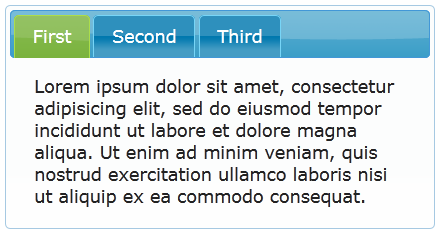 First Second Third
Lorem ipsum dolor sit amet, consectetur
adipisicing elit, sed do eiusmod tempor
incididunt ut labore et dolore magna
aliqua. Ut enim ad minim veniam, quis
nostrud exercitation ullamco laboris nisi
ut aliquip ex ea commodo consequat.